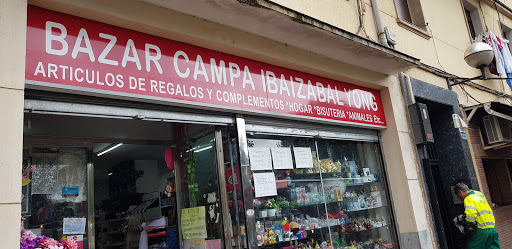 BAZAR CAMPA IBAIZABAL YONG
ARTICULOS DE REGALOS Y COMPLEMENTOS *HOGAR *BISUTERIA *ANIMALES Etc...